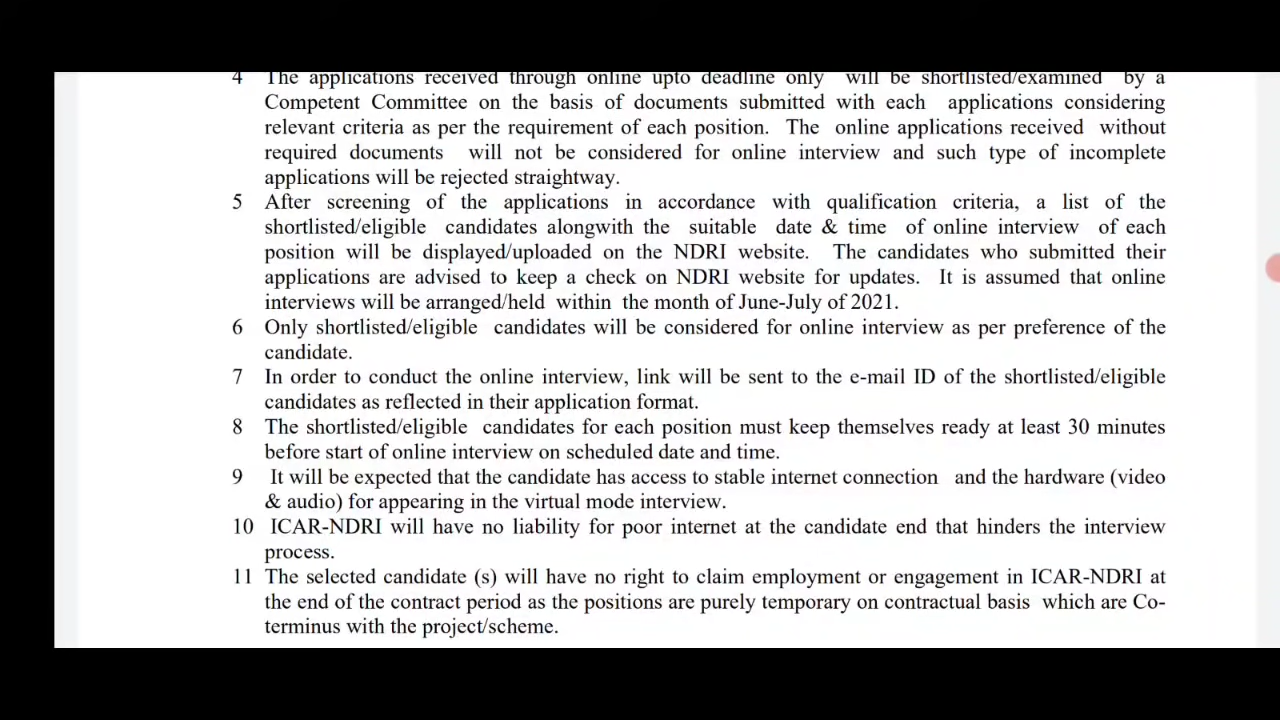 4 The applications received through online upto deadline only will be shortlisted/examined by a
Competent Committee on the basis of documents submitted with each applications considering
relevant criteria as per the requirement of each position. The online applications received without
required documents will not be considered for online interview and such type of incomplete
applications will be rejected straightway.
5 After screening of the applications in accordance with qualification criteria, a list of the
shortlisted/eligible candidates alongwith the suitable date & time of online interview of each
position will be displayed/uploaded on the NDRI website. The candidates who submitted their
applications are advised to keep a check on NDRI website for updates. It is assumed that online
interviews will be arranged/held within the month of June-July of 2021.
6 Only shortlisted/eligible candidates will be considered for online interview as per preference of the
candidate.
7 In order to conduct the online interview, link will be sent to the e-mail ID of the shortlisted/eligible
candidates as reflected in their application format.
8 The shortlisted/eligible candidates for each position must keep themselves ready at least 30 minutes
before start of online interview on scheduled date and time.
9 It will be expected that the candidate has access to stable internet connection and the hardware (video
& audio) for appearing in the virtual mode interview.
10 ICAR-NDRI will have no liability for poor internet at the candidate end that hinders the interview
process.
11 The selected candidate (s) will have no right to claim employment or engagement in ICAR-NDRI at
the end of the contract period as the positions are purely temporary on contractual basis which are Co-
terminus with the project/scheme.